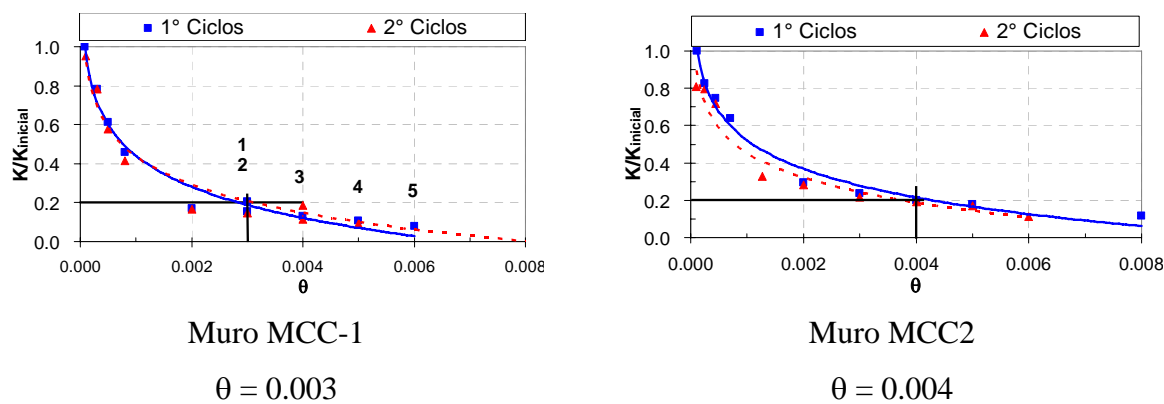 1° Ciclos 2° Ciclos
K/Kinicial
1.0
0.8
0.6
0.4
0.2
0.0
1
2
3
4
5
0.000 0.002 0.004 0.006 0.008
θ
Muro MCC-1
θ = 0.003
1° Ciclos 2° Ciclos
K/Kinicial
1.0
0.8
0.6
0.4
0.2
0.0
0.000 0.002 0.004 0.006 0.008
θ
Muro MCC2
θ = 0.004